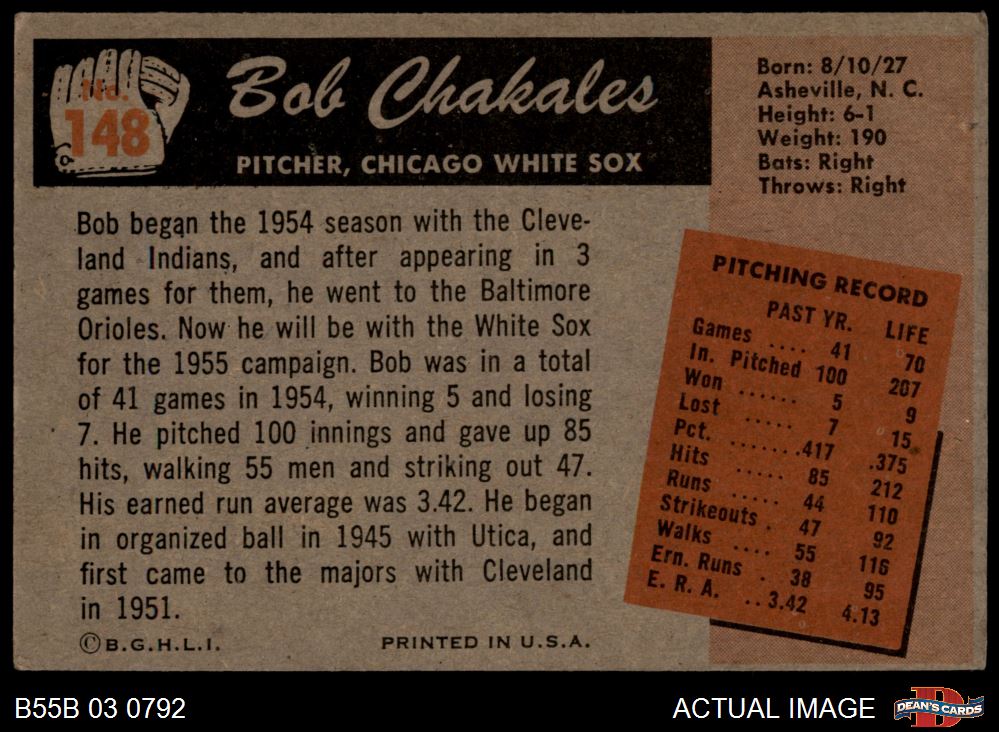 No.
148
Bob Chakales
PITCHER, CHICAGO WHITE SOX
Born: 8/10/27
Asheville, N. C.
Height: 6-1
Weight: 190
Bats: Right
Throws: Right
Bob began the 1954 season with the Cleve-
land Indians, and after appearing in 3
games for them, he went to the Baltimore
Orioles. Now he will be with the White Sox
for the 1955 campaign. Bob was in a total
of 41 games in 1954, winning 5 and losing
7. He pitched 100 innings and gave up 85
hits, walking 55 men and striking out 47.
His earned run average was 3.42. He began
in organized ball in 1945 with Utica, and
first came to the majors with Cleveland
in 1951.
©B.G.H.L.I. PRINTED IN U.S.A.
PITCHING RECORD
PAST YR. LIFE
Games .... 41 70
In. Pitched 100 207
Won ...... 5 9
Lost ..... 7 15
Pct. ....... .417 .375
Hits ..... 85 212
Runs ..... 44 110
Strikeouts . 47 92
Walks .... 55 116
Ern. Runs . 38 95
E. R. A. .. 3.42 4.13
B55B 03 0792
ACTUAL IMAGE
DEAN'S CARDS